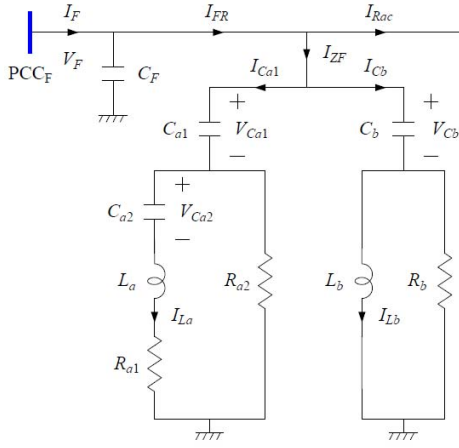 I_F I_FR I_Rac
V_F I_ZF
PCC_F C_F I_Ca1 I_Cb
+ +
C_a1 V_Ca1 C_b V_Cb
− −
+
C_a2 V_Ca2
−
L_a R_a2 L_b R_b
I_La I_Lb
R_a1